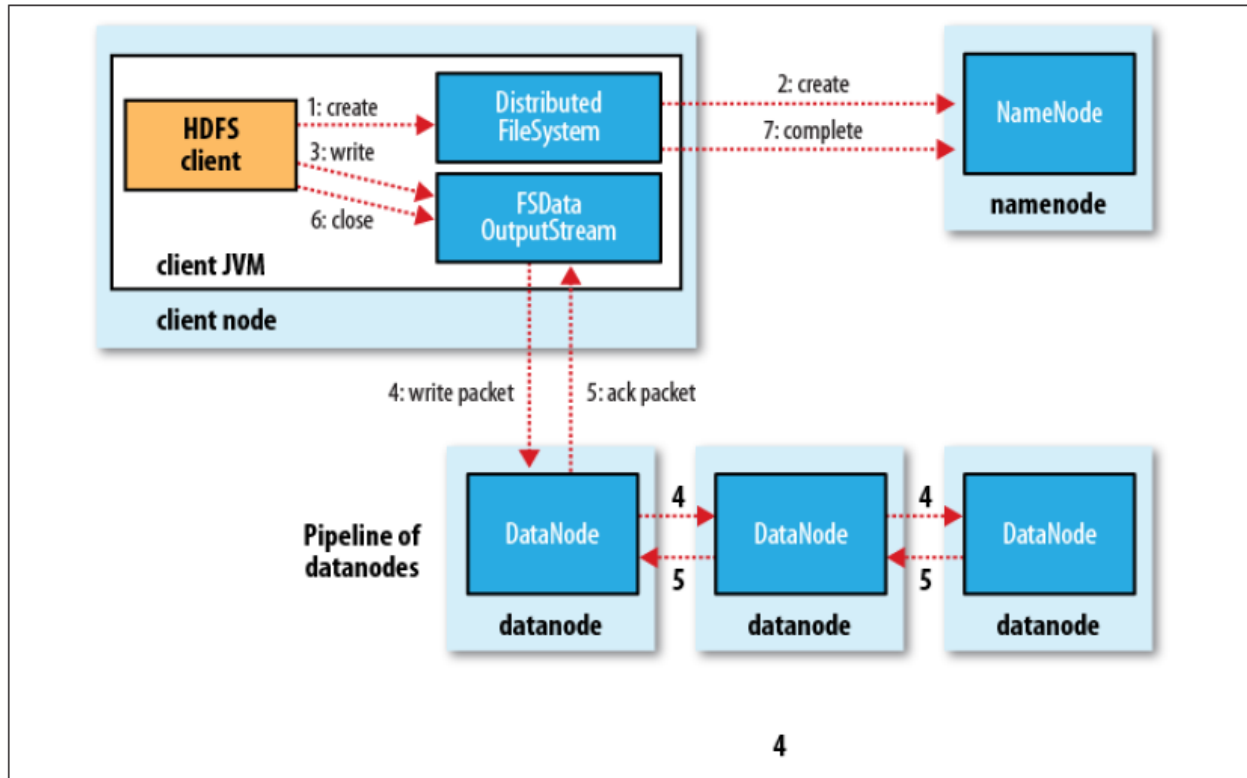 1: create
2: create
3: write
7: complete
6: close
HDFS
client
Distributed
FileSystem
NameNode
FSData
OutputStream
namenode
client JVM
client node
4: write packet
5: ack packet
Pipeline of
datanodes
DataNode
4
5
DataNode
4
5
DataNode
datanode
datanode
datanode
4